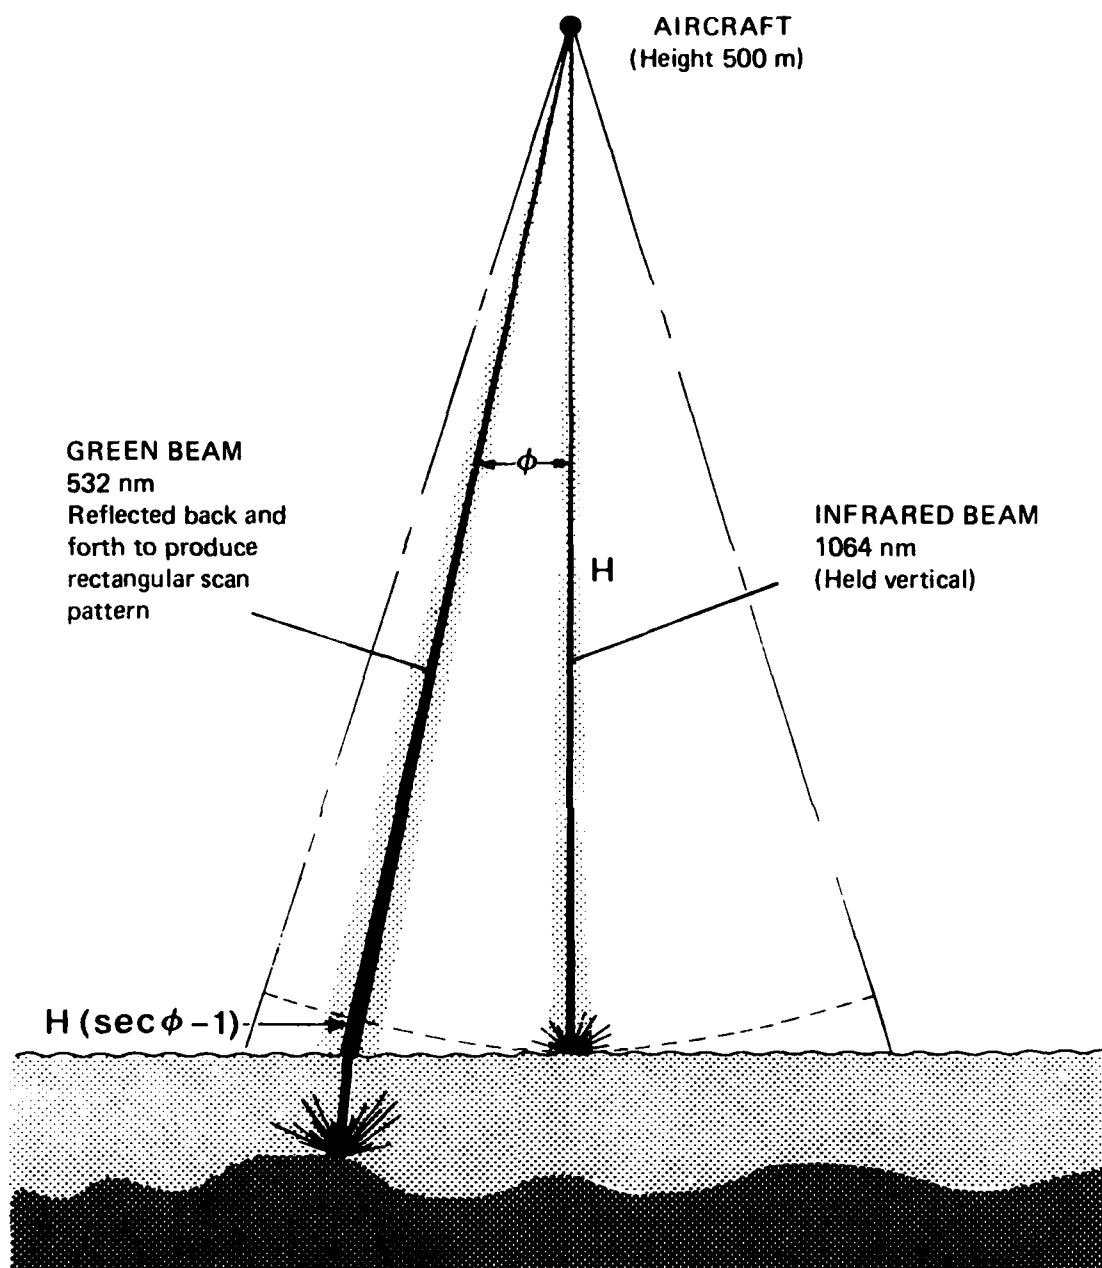 AIRCRAFT
(Height 500 m)
GREEN BEAM
532 nm
Reflected back and
forth to produce
rectangular scan
pattern
ϕ
H
INFRARED BEAM
1064 nm
(Held vertical)
H (sec ϕ – 1)